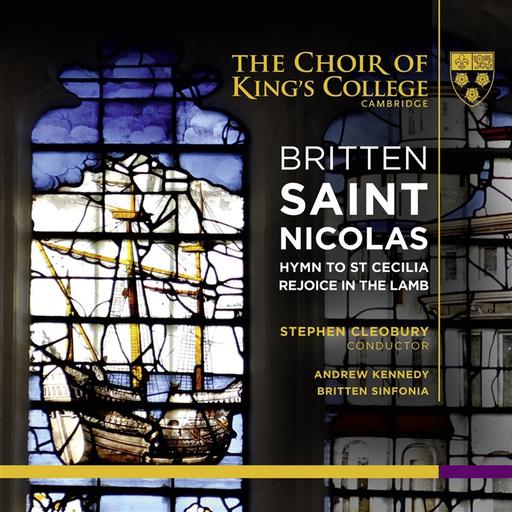 THE CHOIR OF
KING'S COLLEGE
CAMBRIDGE
BRITTEN
SAINT
NICOLAS
HYMN TO ST CECILIA
REJOICE IN THE LAMB
STEPHEN CLEOBURY
CONDUCTOR
ANDREW KENNEDY
BRITTEN SINFONIA